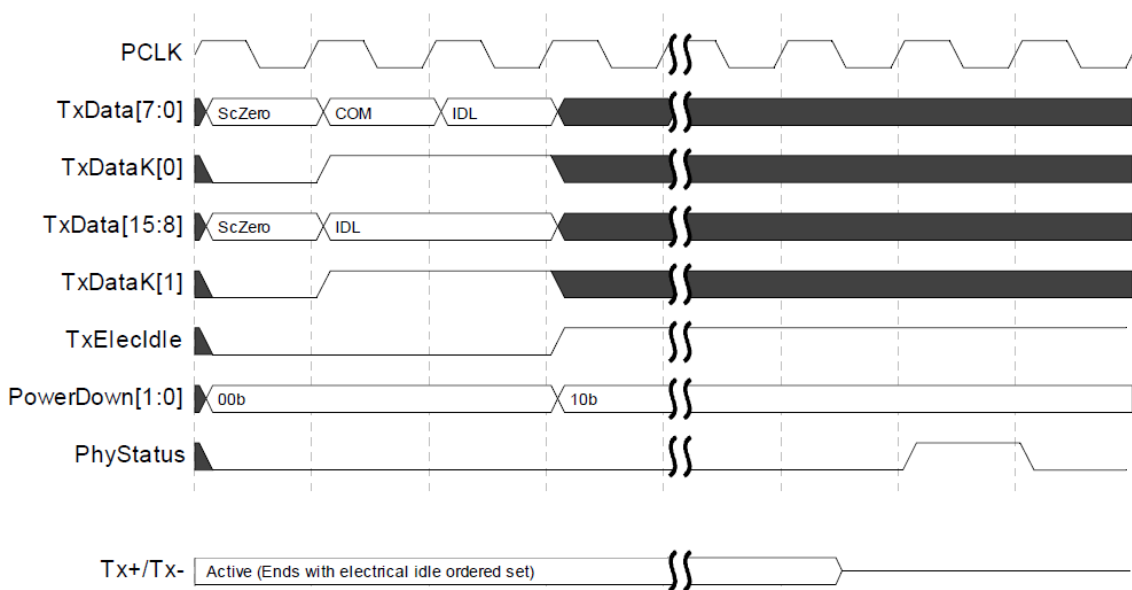 PCLK
TxData[7:0] ScZero COM IDL
TxDataK[0]
TxData[15:8] ScZero IDL
TxDataK[1]
TxElecIdle
PowerDown[1:0] 00b 10b
PhyStatus
Tx+/Tx- Active (Ends with electrical idle ordered set)